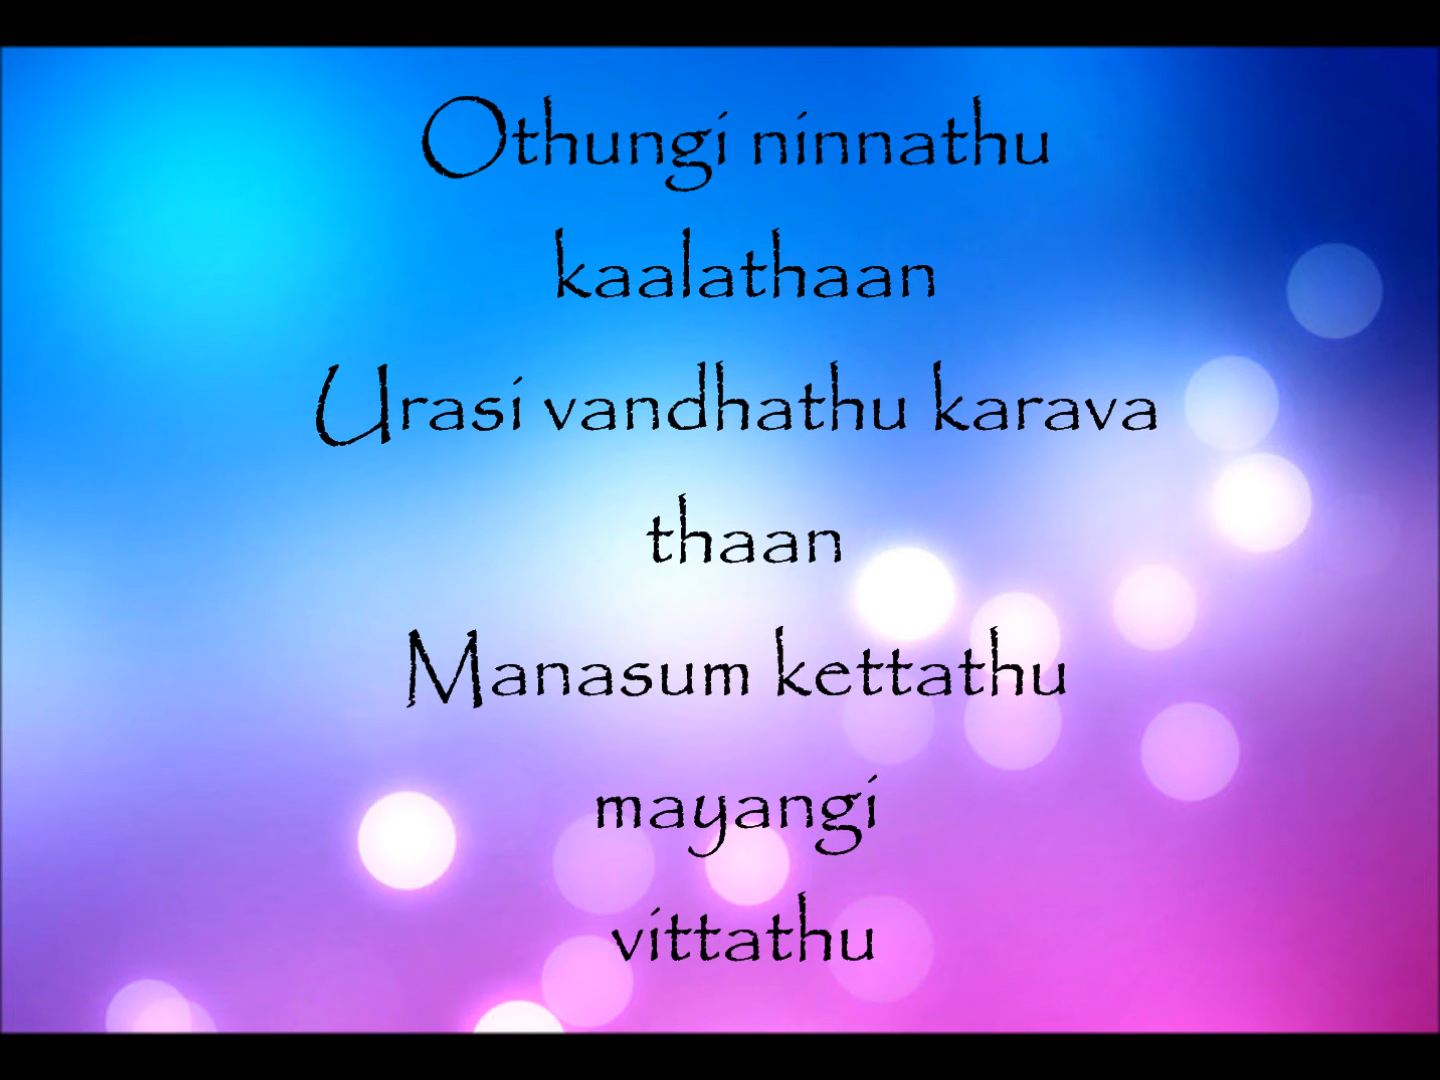 Othungi ninnathu
kaalathaan
Urasi vandhathu karava
thaan
Manasum kettathu
mayangi
vittathu